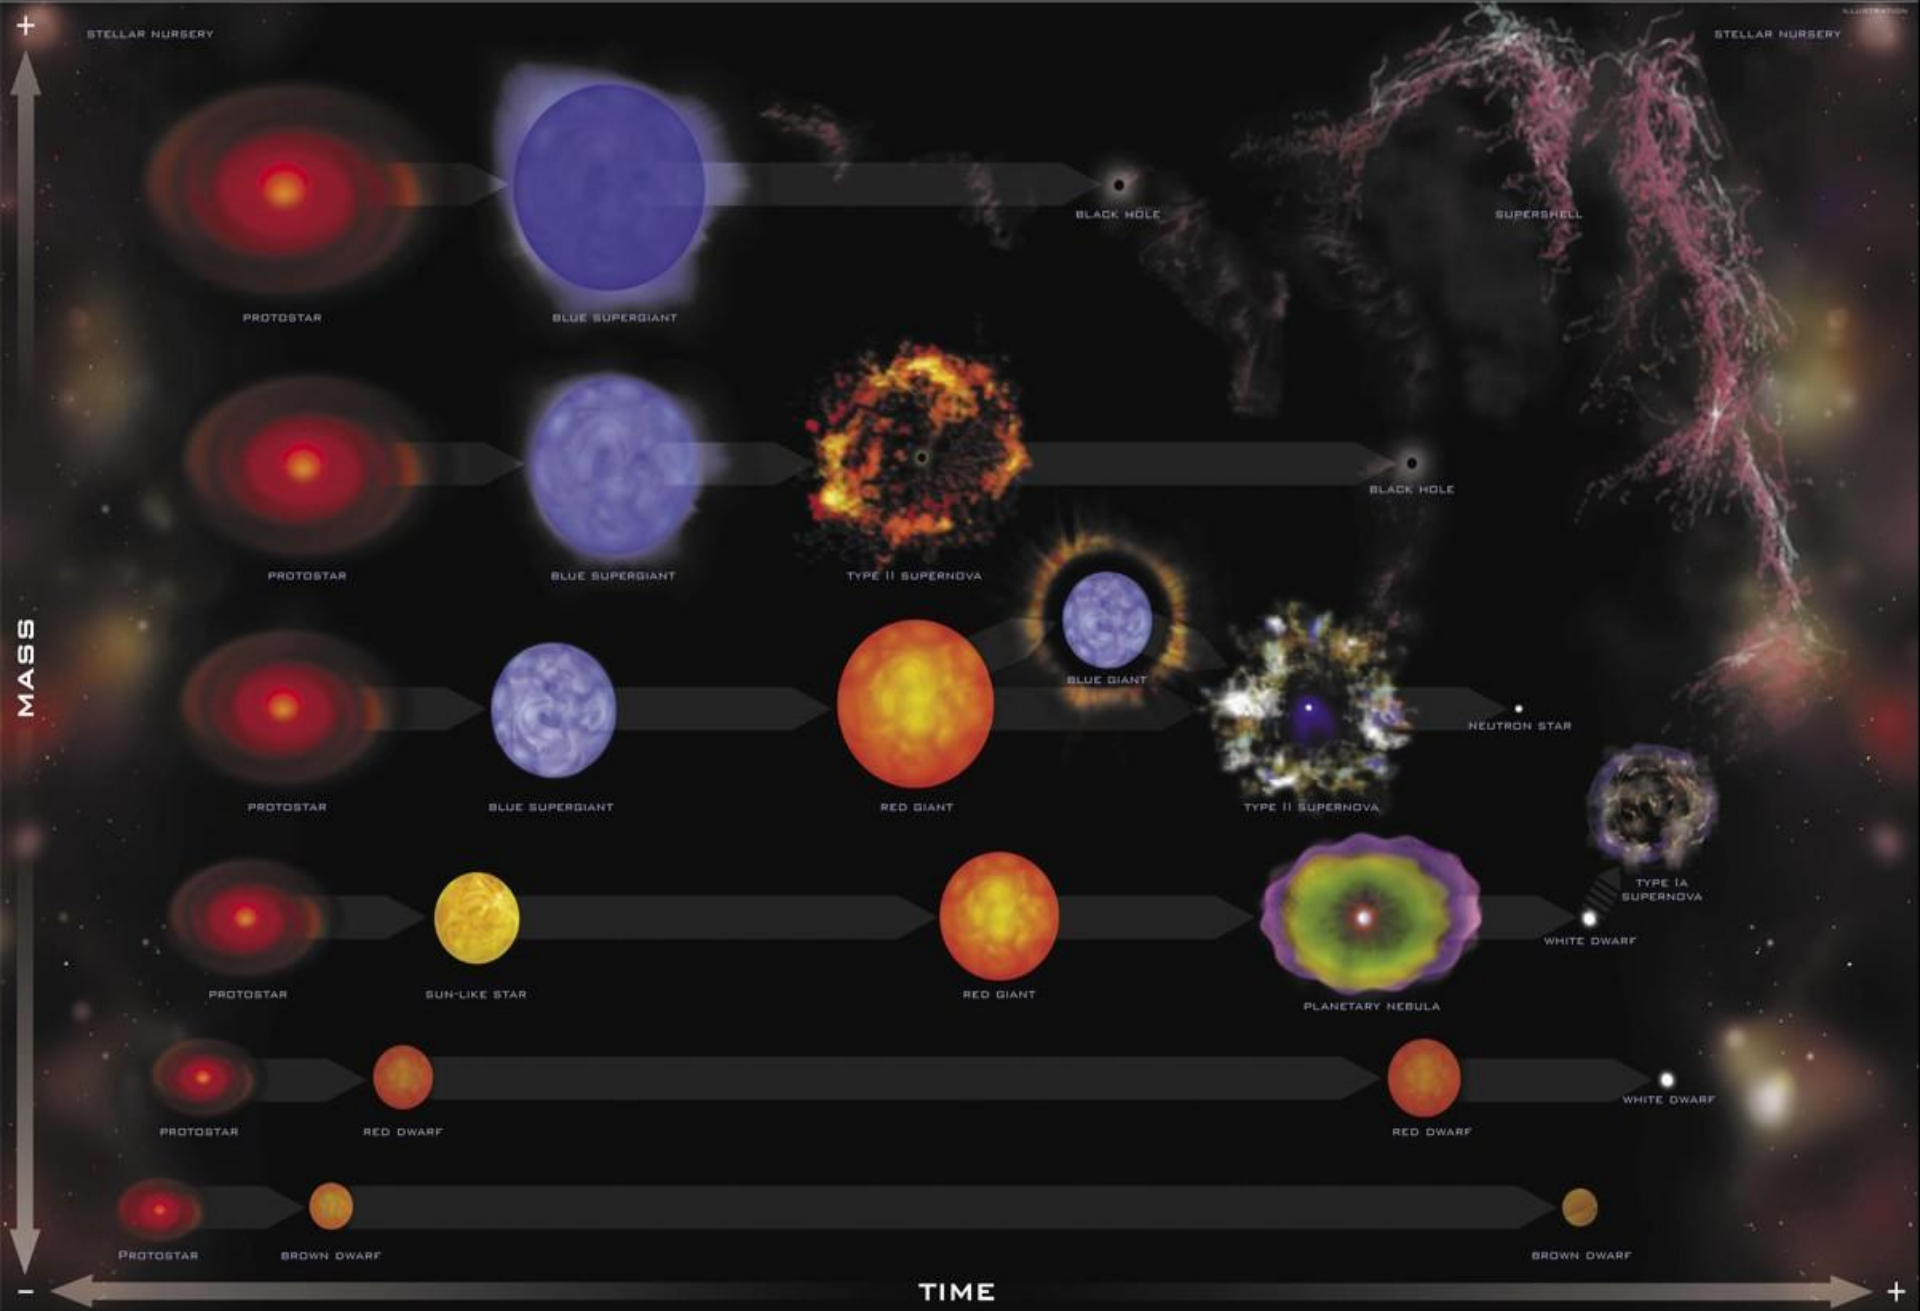 +
STELLAR NURSERY
STELLAR NURSERY
ILLUSTRATION
BLACK HOLE
SUPERSHELL
PROTOSTAR
BLUE SUPERGIANT
BLACK HOLE
PROTOSTAR
BLUE SUPERGIANT
TYPE II SUPERNOVA
MASS
BLUE GIANT
NEUTRON STAR
PROTOSTAR
BLUE SUPERGIANT
RED GIANT
TYPE II SUPERNOVA
TYPE IA
SUPERNOVA
WHITE DWARF
PROTOSTAR
SUN-LIKE STAR
RED GIANT
PLANETARY NEBULA
WHITE DWARF
PROTOSTAR
RED DWARF
RED DWARF
PROTOSTAR
BROWN DWARF
BROWN DWARF
−
TIME
+